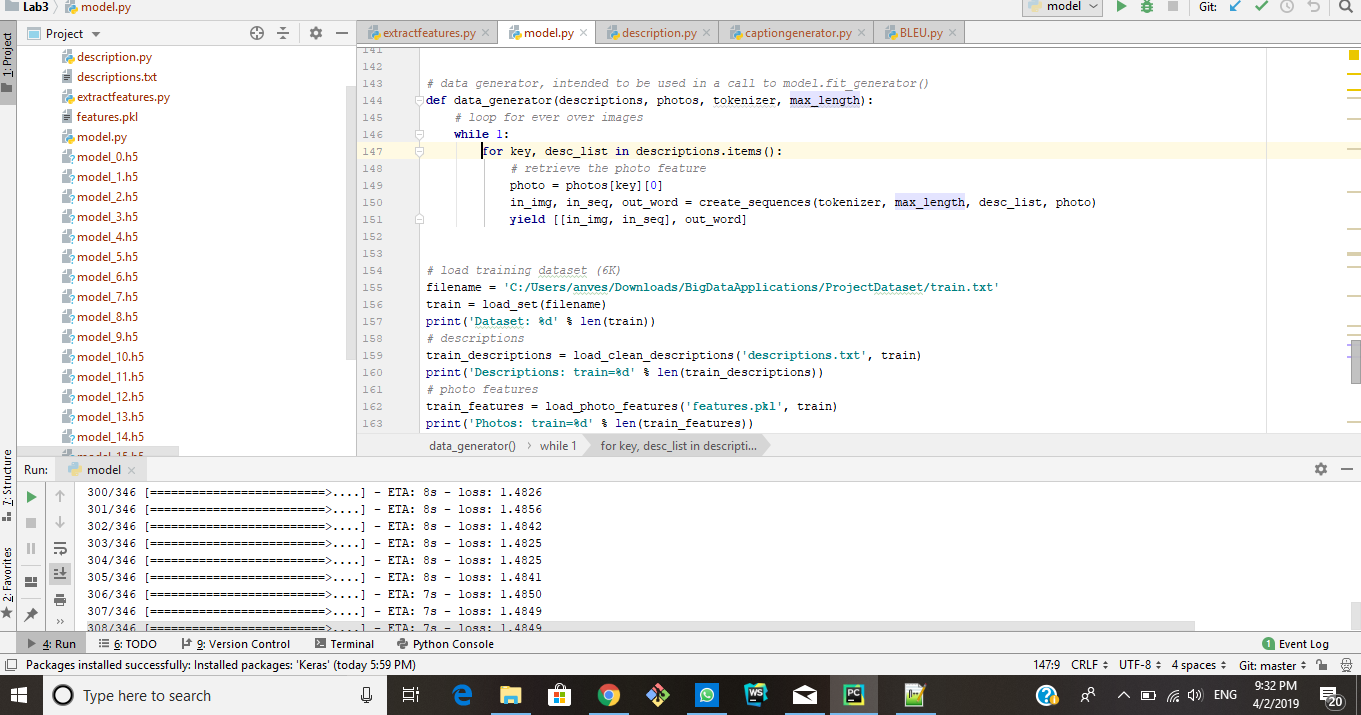 Lab3 model.py
model
Git:
1: Project
Project
extractfeatures.py
model.py
description.py
captiongenerator.py
BLEU.py
description.py
descriptions.txt
extractfeatures.py
features.pkl
model.py
model_0.h5
model_1.h5
model_2.h5
model_3.h5
model_4.h5
model_5.h5
model_6.h5
model_7.h5
model_8.h5
model_9.h5
model_10.h5
model_11.h5
model_12.h5
model_13.h5
model_14.h5
model_15.h5
141
142
143 # data generator, intended to be used in a call to model.fit_generator()
144 def data_generator(descriptions, photos, tokenizer, max_length):
145 # loop for ever over images
146 while 1:
147 for key, desc_list in descriptions.items():
148 # retrieve the photo feature
149 photo = photos[key][0]
150 in_img, in_seq, out_word = create_sequences(tokenizer, max_length, desc_list, photo)
151 yield [[in_img, in_seq], out_word]
152
153
154 # load training dataset (6K)
155 filename = 'C:/Users/anves/Downloads/BigDataApplications/ProjectDataset/train.txt'
156 train = load_set(filename)
157 print('Dataset: %d' % len(train))
158 # descriptions
159 train_descriptions = load_clean_descriptions('descriptions.txt', train)
160 print('Descriptions: train=%d' % len(train_descriptions))
161 # photo features
162 train_features = load_photo_features('features.pkl', train)
163 print('Photos: train=%d' % len(train_features))
data_generator() › while 1 › for key, desc_list in descripti...
Run: model
7: Structure
2: Favorites
300/346 [=========================>....] - ETA: 8s - loss: 1.4826
301/346 [=========================>....] - ETA: 8s - loss: 1.4856
302/346 [=========================>....] - ETA: 8s - loss: 1.4842
303/346 [=========================>....] - ETA: 8s - loss: 1.4825
304/346 [=========================>....] - ETA: 8s - loss: 1.4825
305/346 [=========================>....] - ETA: 8s - loss: 1.4841
306/346 [=========================>....] - ETA: 7s - loss: 1.4850
307/346 [=========================>....] - ETA: 7s - loss: 1.4849
308/346 [=========================>....] - ETA: 7s - loss: 1.4849
4: Run 6: TODO 9: Version Control Terminal Python Console 1 Event Log
Packages installed successfully: Installed packages: 'Keras' (today 5:59 PM) 147:9 CRLF UTF-8 4 spaces Git: master
Type here to search
WS
PC
ENG
9:32 PM
4/2/2019
20